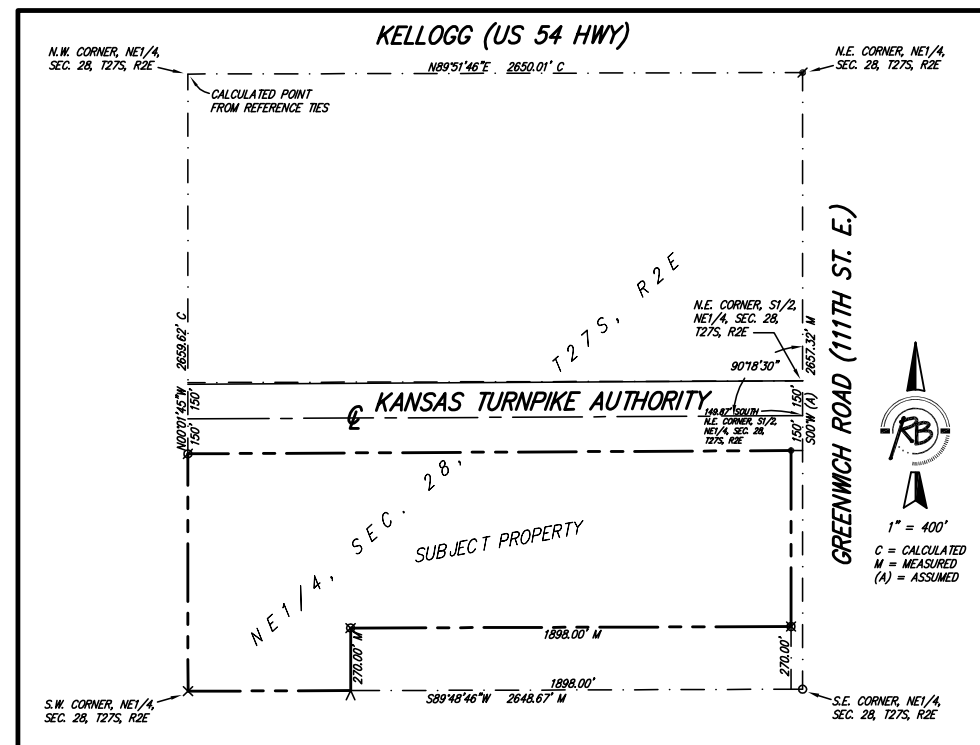 KELLOGG (US 54 HWY)
N.W. CORNER, NE1/4,
SEC. 28, T27S, R2E
N89°51'46"E 2650.01' C
N.E. CORNER, NE1/4,
SEC. 28, T27S, R2E
CALCULATED POINT
FROM REFERENCE TIES
GREENWICH ROAD (111TH ST. E.)
T27S, R2E
N.E. CORNER, S1/2,
NE1/4, SEC. 28,
T27S, R2E
2659.62' C
2657.32' M
90°18'30"
N00°01'45"W
150'
150'
KANSAS TURNPIKE AUTHORITY
149.87' SOUTH
N.E. CORNER, S1/2,
NE1/4, SEC. 28,
T27S, R2E
150'
150'
S00°W (A)
RB
1" = 400'
C = CALCULATED
M = MEASURED
(A) = ASSUMED
NE1/4, SEC. 28,
SUBJECT PROPERTY
1898.00' M
270.00' M
270.00'
1898.00'
S89°48'46"W 2648.67' M
S.W. CORNER, NE1/4,
SEC. 28, T27S, R2E
S.E. CORNER, NE1/4,
SEC. 28, T27S, R2E